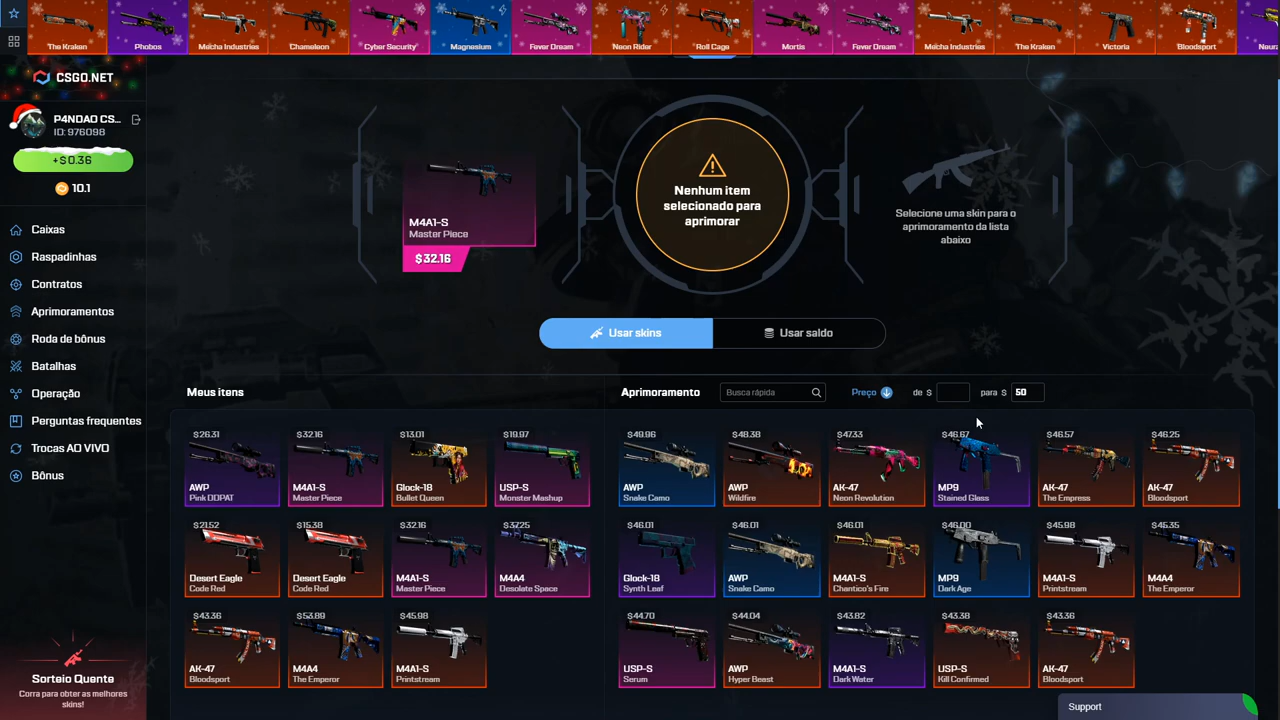 The Kraken
Phobos
Mecha Industries
Chameleon
Cyber Security
Magnesium
Fever Dream
Neon Rider
Roll Cage
Mortis
Fever Dream
Mecha Industries
The Kraken
Victoria
Bloodsport
CSGO.NET
P4NDAO CS...
ID: 976098
+$0.36
10.1
Caixas
Raspadinhas
Contratos
Aprimoramentos
Roda de bônus
Batalhas
Operação
Perguntas frequentes
Trocas AO VIVO
Bônus
Sorteio Quente
Corra para obter as melhores
skins!
M4A1-S
Master Piece
$32.16
Nenhum item
selecionado para
aprimorar
Selecione uma skin para o
aprimoramento da lista
abaixo
Usar skins
Usar saldo
Meus itens
$26.31
AWP
Pink DDPAT
$32.16
M4A1-S
Master Piece
$13.01
Glock-18
Bullet Queen
$19.97
USP-S
Monster Mashup
$21.52
Desert Eagle
Code Red
$15.38
Desert Eagle
Code Red
$32.16
M4A1-S
Master Piece
$37.25
M4A4
Desolate Space
$43.36
AK-47
Bloodsport
$53.89
M4A4
The Emperor
$45.98
M4A1-S
Printstream
Aprimoramento
Busca rápida
Preço
de $
para $
50
$49.96
AWP
Snake Camo
$48.38
AWP
Wildfire
$47.33
AK-47
Neon Revolution
$46.67
MP9
Stained Glass
$46.57
AK-47
The Empress
$46.25
AK-47
Bloodsport
$46.01
Glock-18
Synth Leaf
$46.01
AWP
Snake Camo
$46.01
M4A1-S
Chantico's Fire
$46.00
MP9
Dark Age
$45.98
M4A1-S
Printstream
$45.35
M4A4
The Emperor
$44.70
USP-S
Serum
$44.04
AWP
Hyper Beast
$43.82
M4A1-S
Dark Water
$43.38
USP-S
Kill Confirmed
$43.36
AK-47
Bloodsport
Support